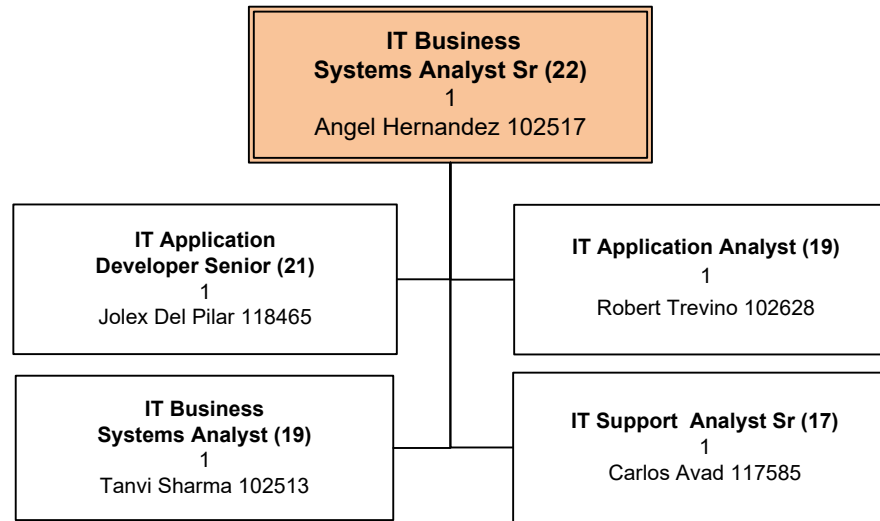 IT Business
Systems Analyst Sr (22)
1
Angel Hernandez 102517
IT Application
Developer Senior (21)
1
Jolex Del Pilar 118465
IT Application Analyst (19)
1
Robert Trevino 102628
IT Business
Systems Analyst (19)
1
Tanvi Sharma 102513
IT Support  Analyst Sr (17)
1
Carlos Avad 117585